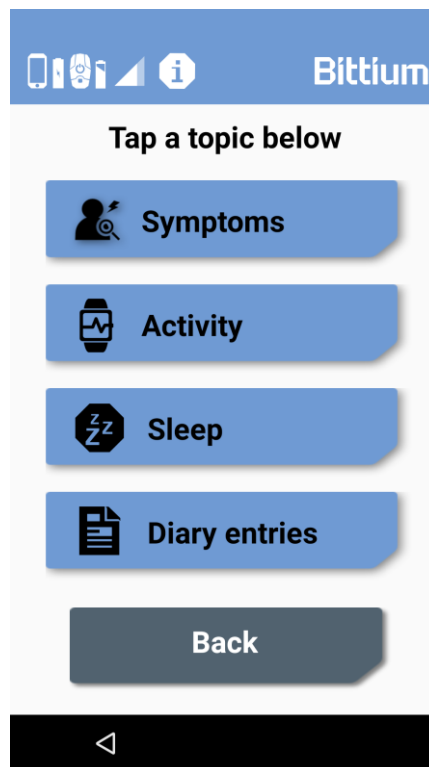 Bittium
Tap a topic below
Symptoms
Activity
Sleep
Diary entries
Back